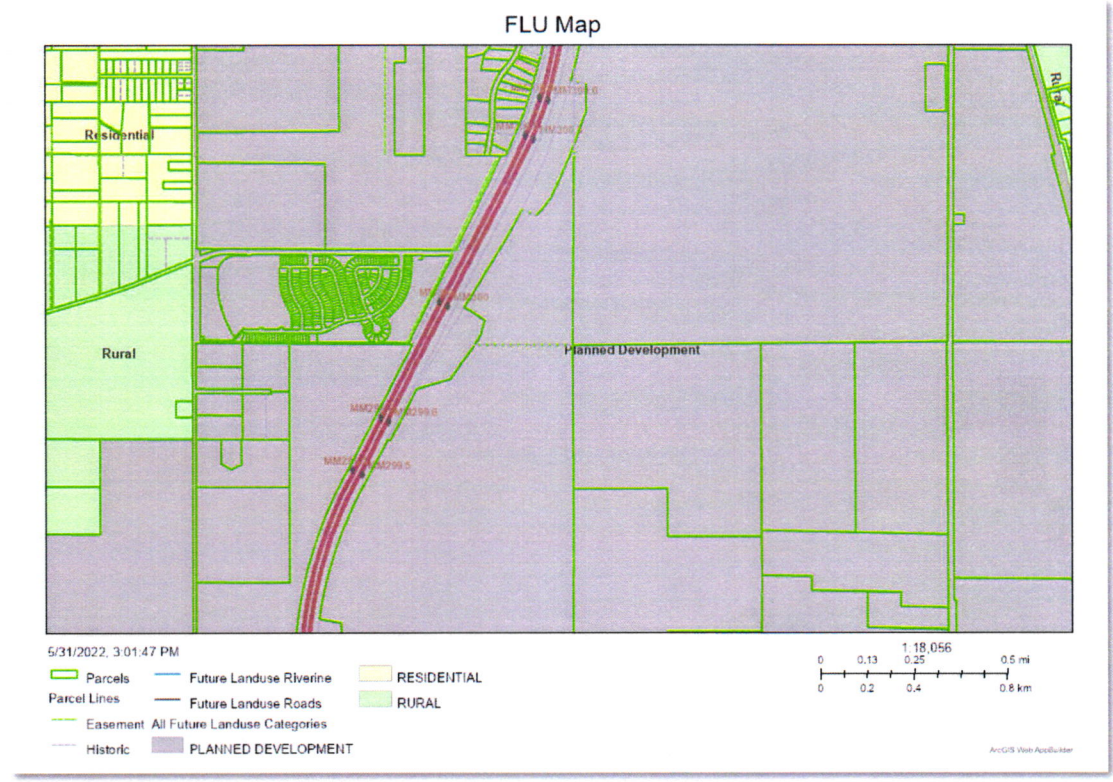 FLU Map
Residential
Rural
MM299.6
MM299.5
Rural
Planned Development
5/31/2022, 3:01:47 PM
Parcels
Parcel Lines
Easement
Historic
Future Landuse Riverine
Future Landuse Roads
All Future Landuse Categories
PLANNED DEVELOPMENT
RESIDENTIAL
RURAL
1:18,056
0 0.13 0.25 0.5 mi
0 0.2 0.4 0.8 km
ArcGIS Web AppBuilder